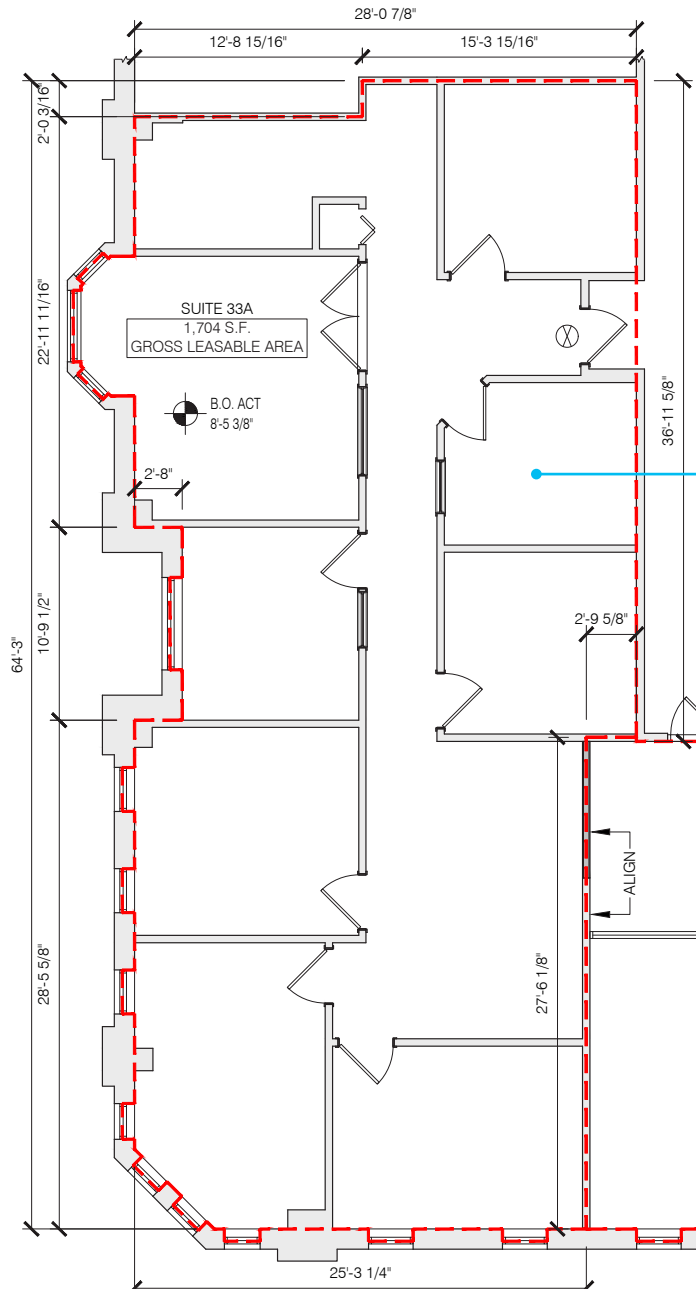 28'-0 7/8"
12'-8 15/16"
15'-3 15/16"
2'-0 3/16"
22'-11 11/16"
SUITE 33A
1,704 S.F.
GROSS LEASABLE AREA
B.O. ACT
8'-5 3/8"
36'-11 5/8"
2'-8"
10'-9 1/2"
64'-3"
2'-9 5/8"
ALIGN
28'-5 5/8"
27'-6 1/8"
25'-3 1/4"